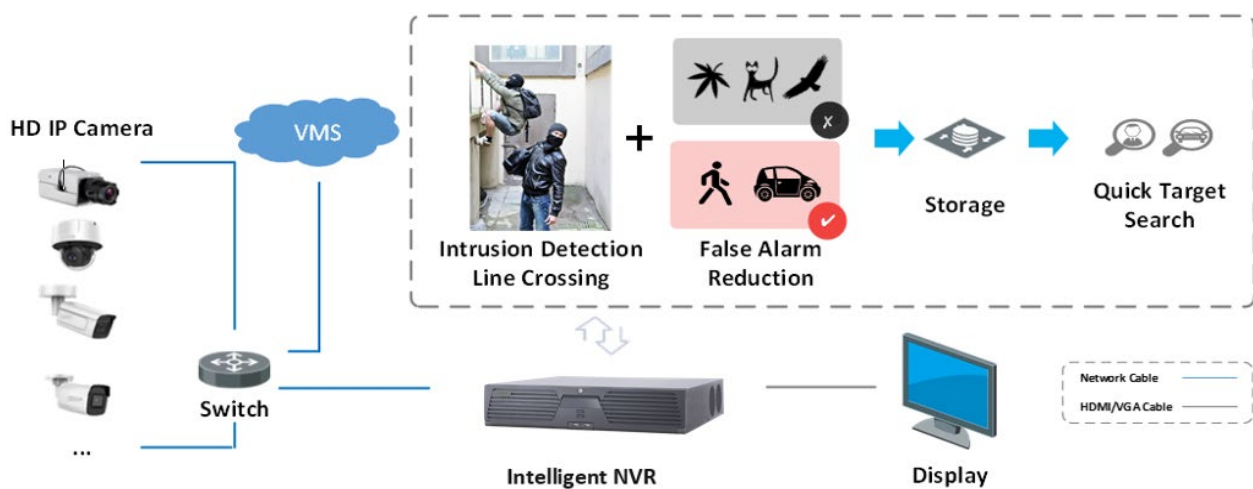 HD IP Camera
VMS
...
Switch
Intrusion Detection
Line Crossing
+
False Alarm
Reduction
Storage
Quick Target
Search
Intelligent NVR
Display
Network Cable
HDMI/VGA Cable